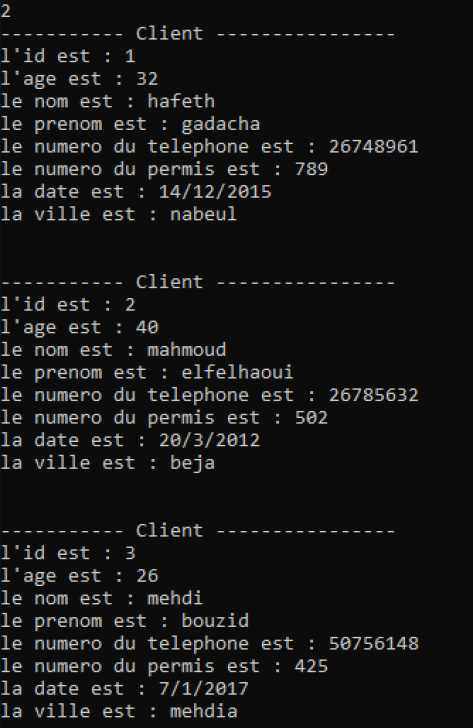 2
----------- Client ----------------
l'id est : 1
l'age est : 32
le nom est : hafeth
le prenom est : gadacha
le numero du telephone est : 26748961
le numero du permis est : 789
la date est : 14/12/2015
la ville est : nabeul
----------- Client ----------------
l'id est : 2
l'age est : 40
le nom est : mahmoud
le prenom est : elfelhaoui
le numero du telephone est : 26785632
le numero du permis est : 502
la date est : 20/3/2012
la ville est : beja
----------- Client ----------------
l'id est : 3
l'age est : 26
le nom est : mehdi
le prenom est : bouzid
le numero du telephone est : 50756148
le numero du permis est : 425
la date est : 7/1/2017
la ville est : mehdia